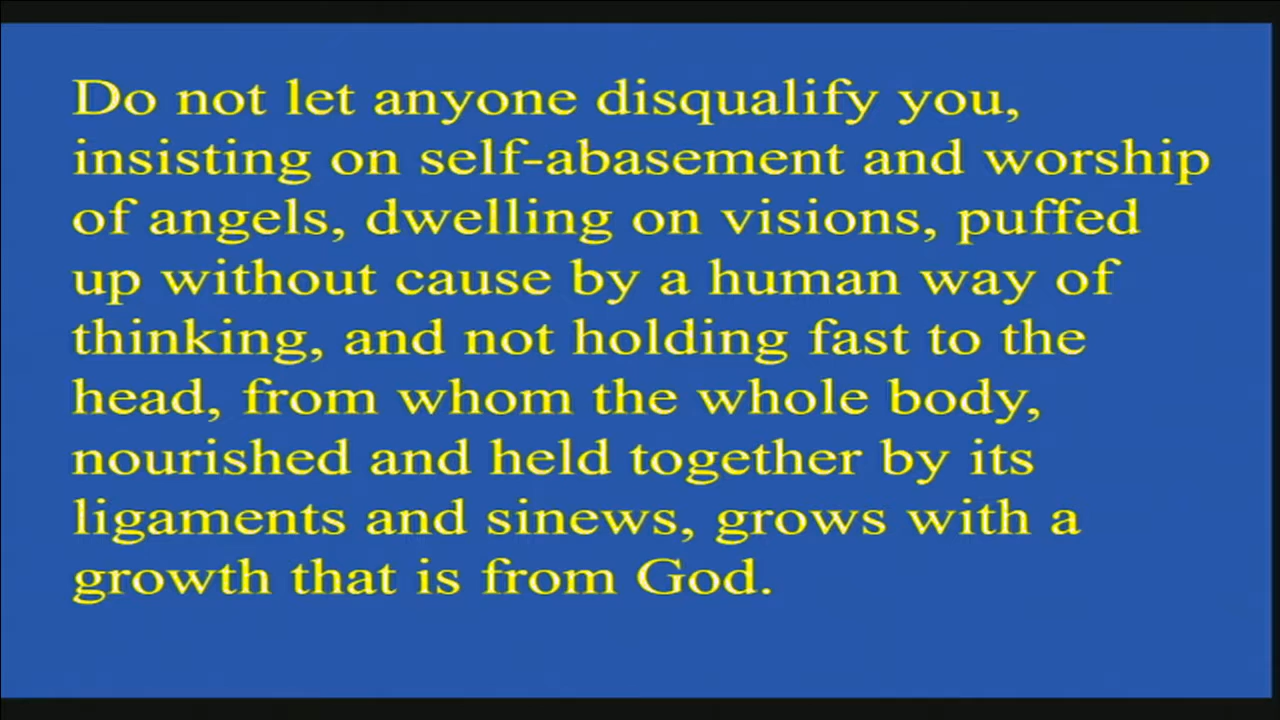 Do not let anyone disqualify you,
insisting on self-abasement and worship
of angels, dwelling on visions, puffed
up without cause by a human way of
thinking, and not holding fast to the
head, from whom the whole body,
nourished and held together by its
ligaments and sinews, grows with a
growth that is from God.